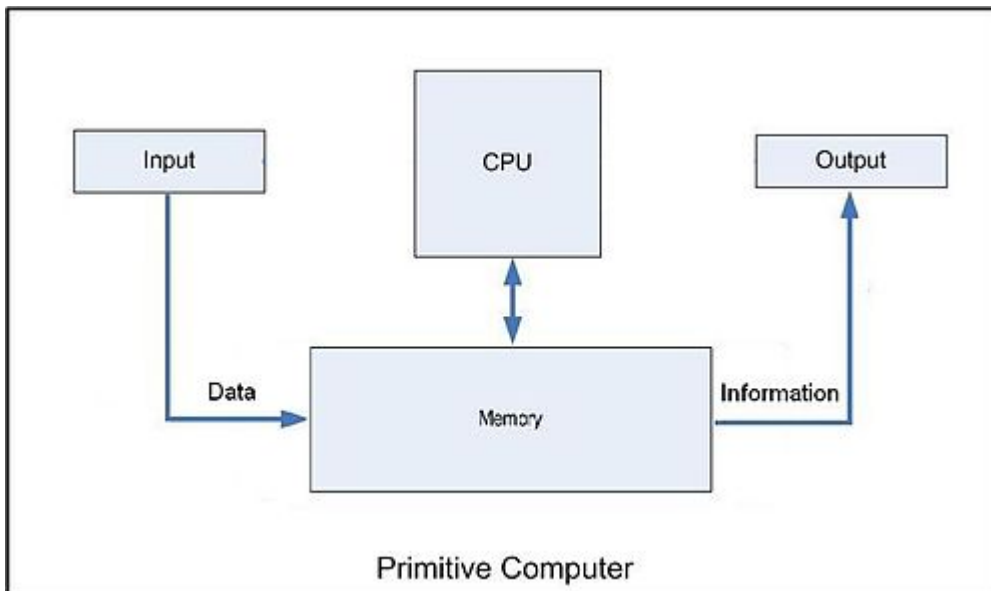 Input
CPU
Output
Data
Memory
Information
Primitive Computer